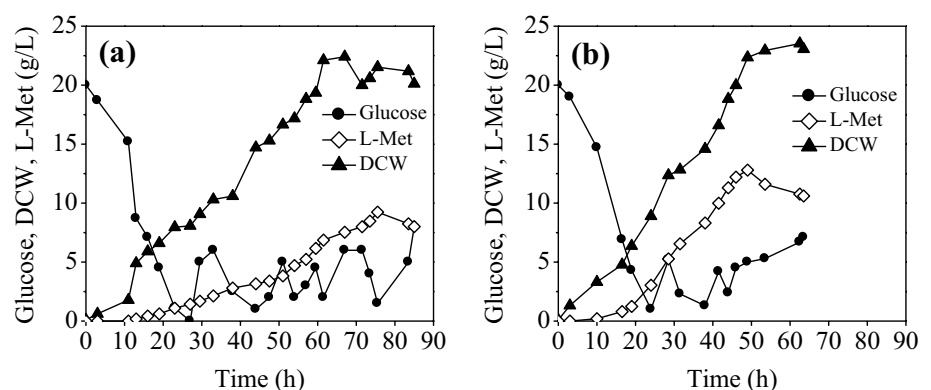 (a)
Glucose, DCW, L-Met (g/L)
25
20
15
10
5
0
Glucose
L-Met
DCW
0 10 20 30 40 50 60 70 80 90
Time (h)
(b)
Glucose, DCW, L-Met (g/L)
25
20
15
10
5
0
Glucose
L-Met
DCW
0 10 20 30 40 50 60 70 80 90
Time (h)